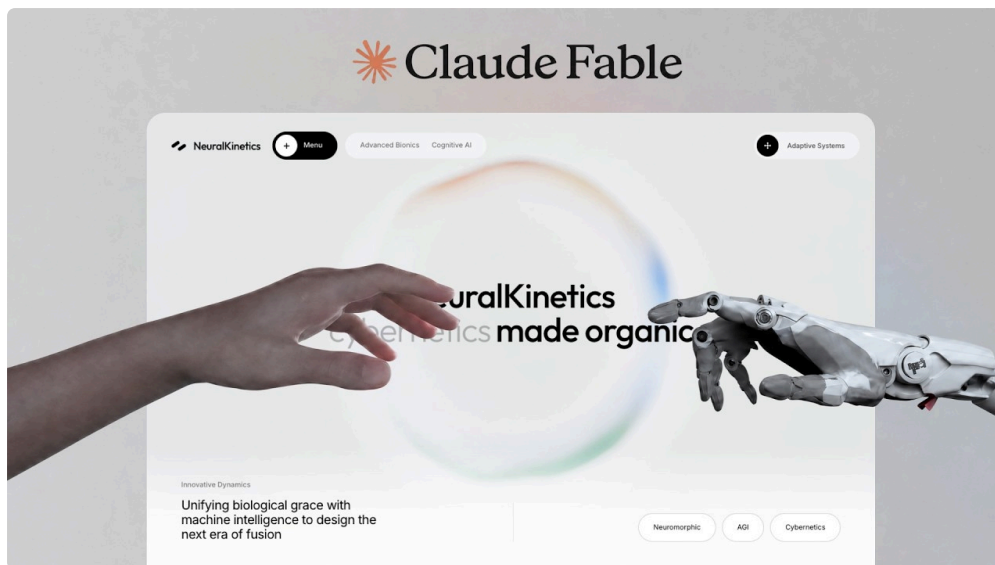 Claude Fable
NeuralKinetics
Menu
Advanced Bionics Cognitive AI
Adaptive Systems
uralKinetics
cybernetics made organic
Innovative Dynamics
Unifying biological grace with
machine intelligence to design the
next era of fusion
Neuromorphic AGI Cybernetics